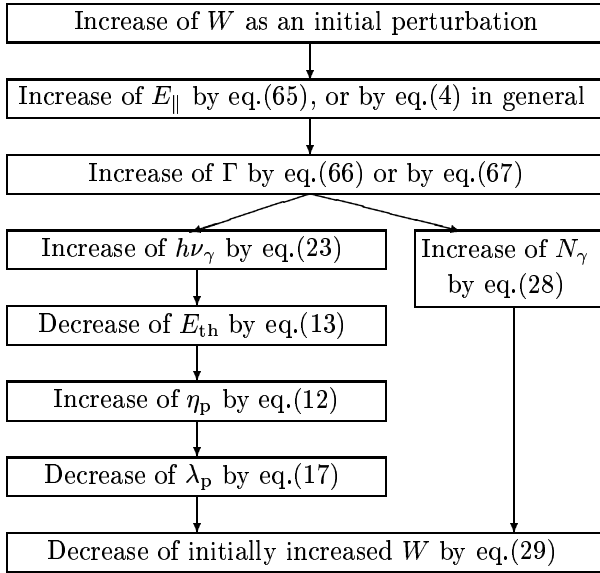 Increase of W as an initial perturbation
Increase of E∥ by eq.(65), or by eq.(4) in general
Increase of Γ by eq.(66) or by eq.(67)
Increase of hν_γ by eq.(23)
Decrease of E_th by eq.(13)
Increase of η_p by eq.(12)
Decrease of λ_p by eq.(17)
Increase of N_γ
by eq.(28)
Decrease of initially increased W by eq.(29)